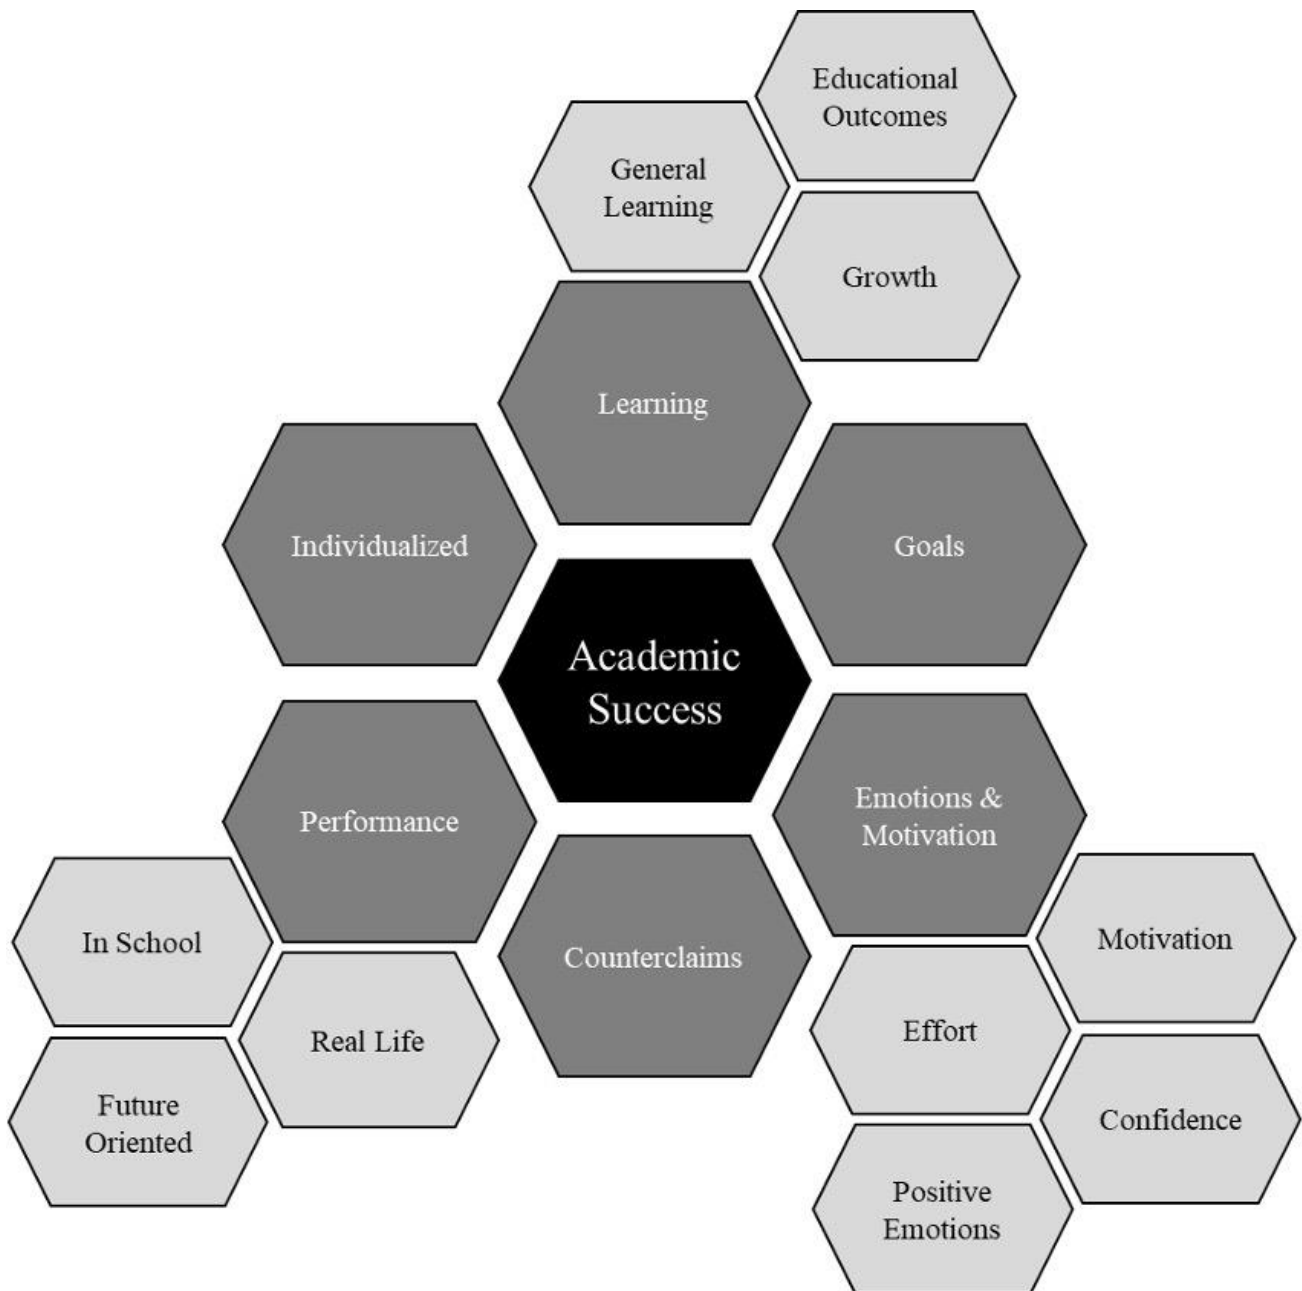 Educational
Outcomes
General
Learning
Growth
Learning
Individualized
Goals
Academic
Success
Performance
Emotions &
Motivation
Counterclaims
In School
Real Life
Future
Oriented
Motivation
Effort
Confidence
Positive
Emotions